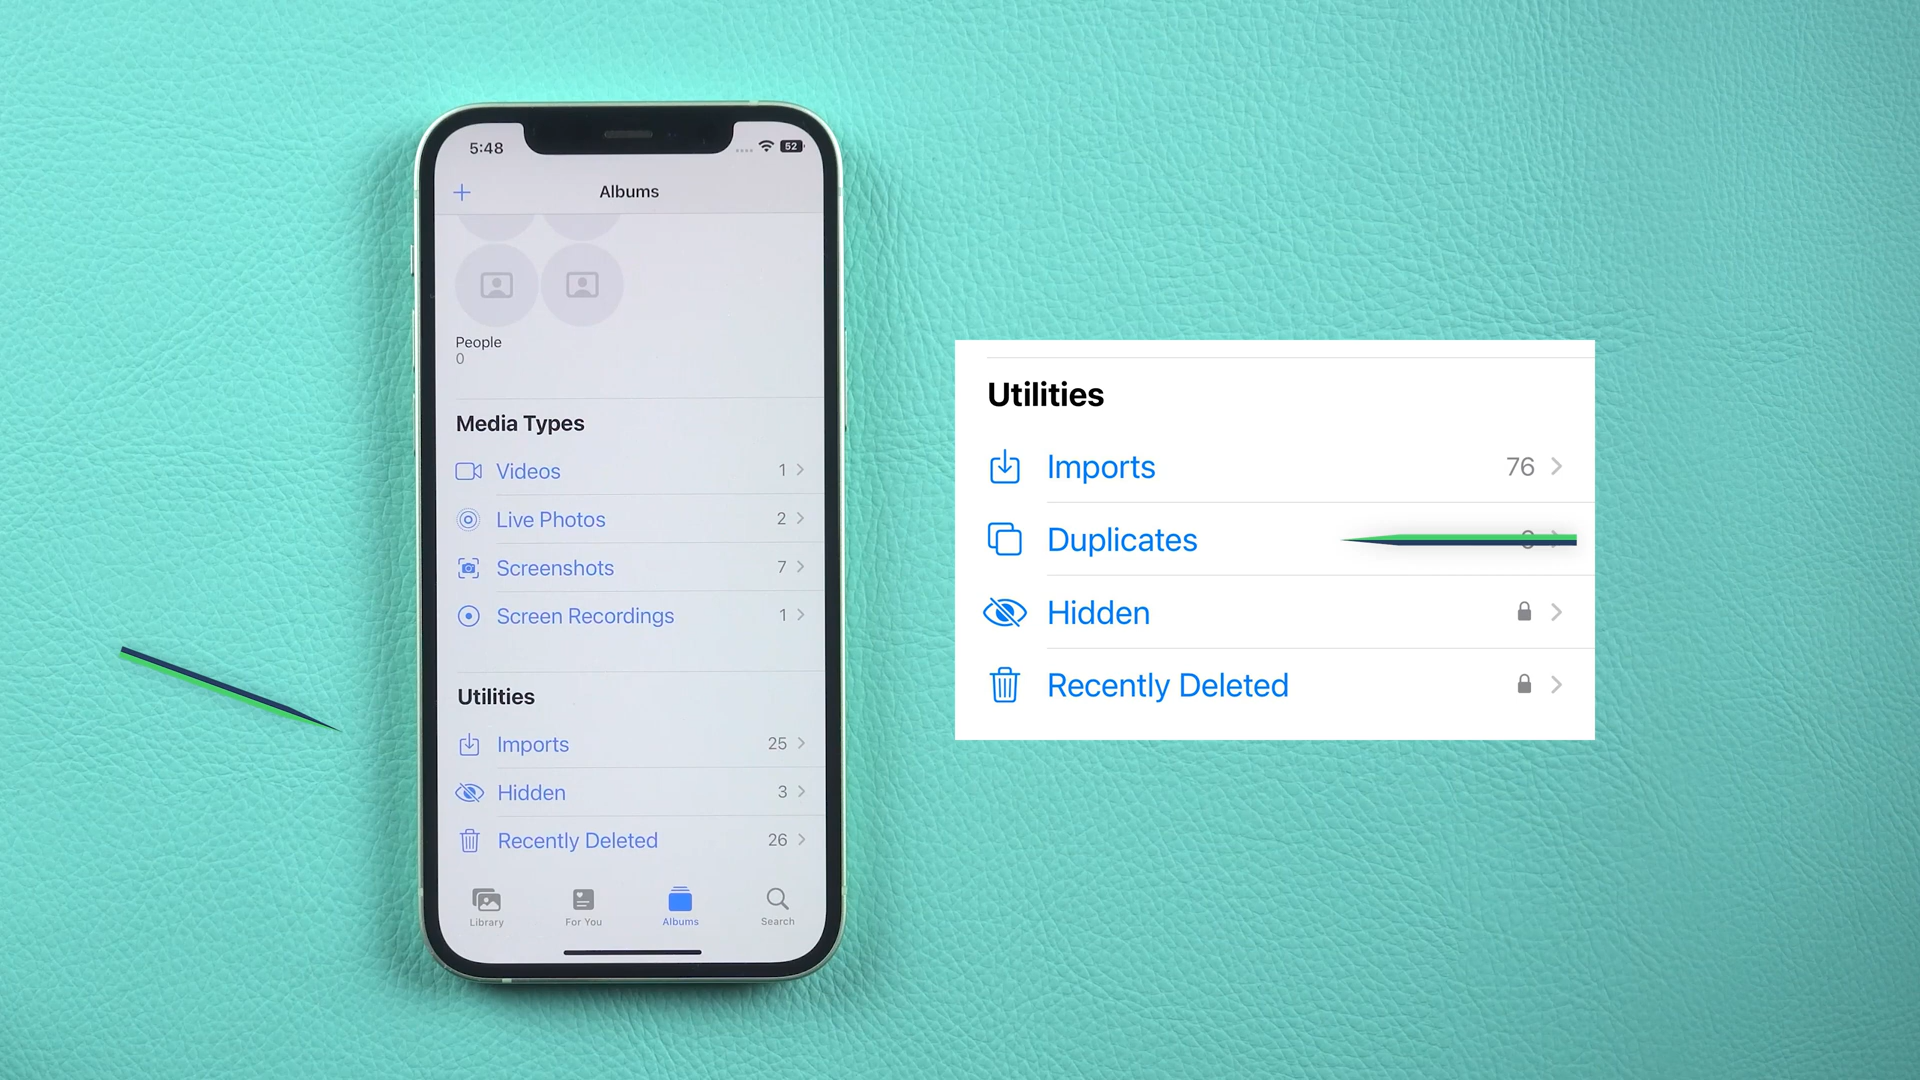 5:48
52
Albums
People
0
Media Types
Videos 1
Live Photos 2
Screenshots 7
Screen Recordings 1
Utilities
Imports 25
Hidden 3
Recently Deleted 26
Library For You Albums Search
Utilities
Imports 76
Duplicates
Hidden
Recently Deleted